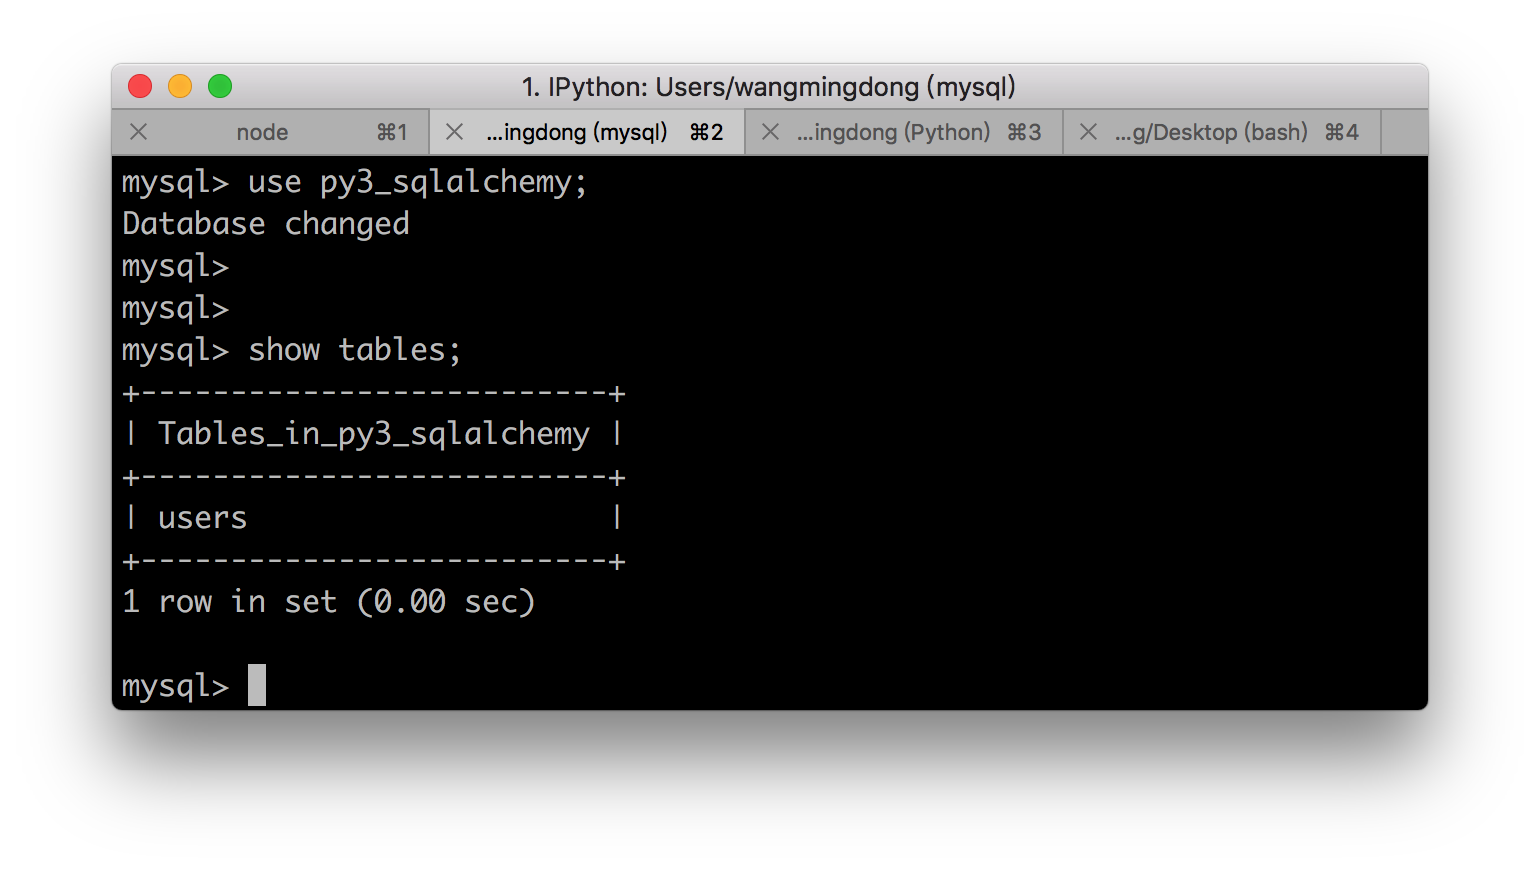 1. IPython: Users/wangmingdong (mysql)
node ⌘1 ...ingdong (mysql) ⌘2 ...ingdong (Python) ⌘3 ...g/Desktop (bash) ⌘4
mysql> use py3_sqlalchemy;
Database changed
mysql>
mysql>
mysql> show tables;
+--------------------------+
| Tables_in_py3_sqlalchemy |
+--------------------------+
| users                    |
+--------------------------+
1 row in set (0.00 sec)
mysql>